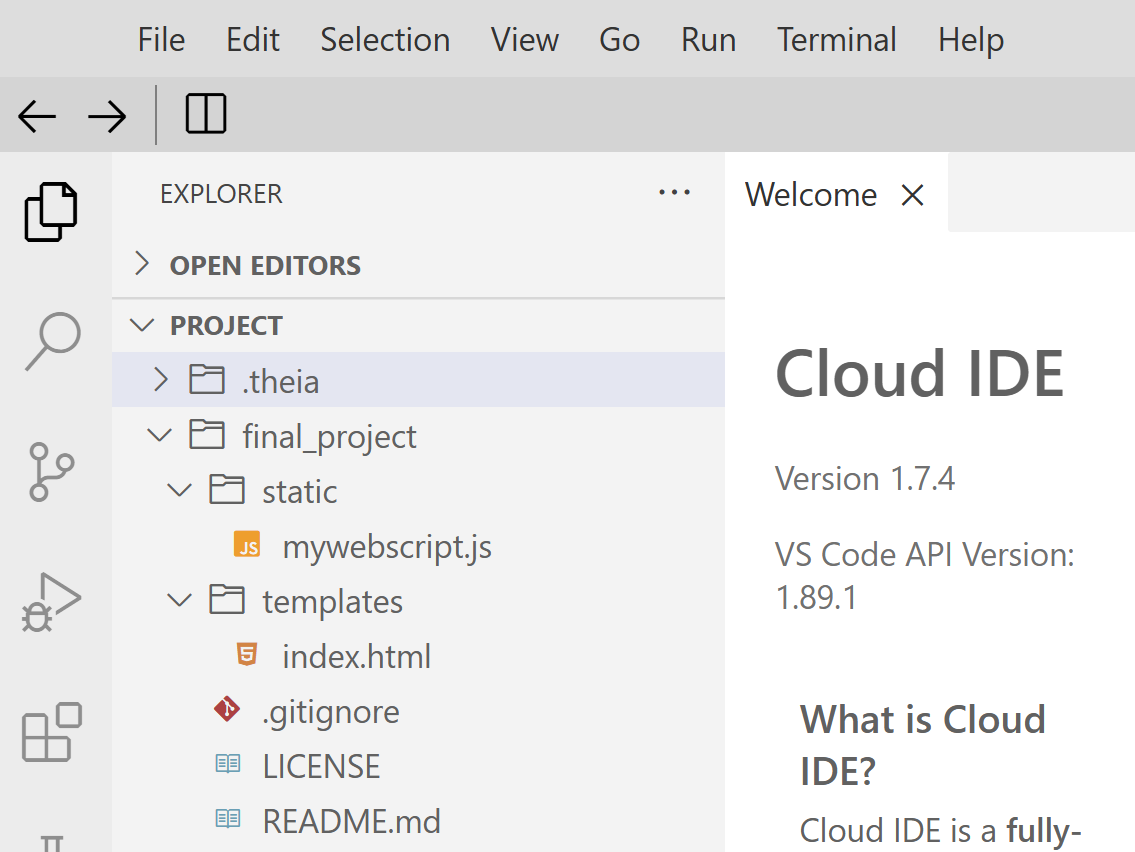 File Edit Selection View Go Run Terminal Help
EXPLORER ···
OPEN EDITORS
PROJECT
.theia
final_project
static
JS mywebscript.js
templates
5 index.html
.gitignore
LICENSE
README.md
Welcome
Cloud IDE
Version 1.7.4
VS Code API Version:
1.89.1
What is Cloud
IDE?
Cloud IDE is a fully-